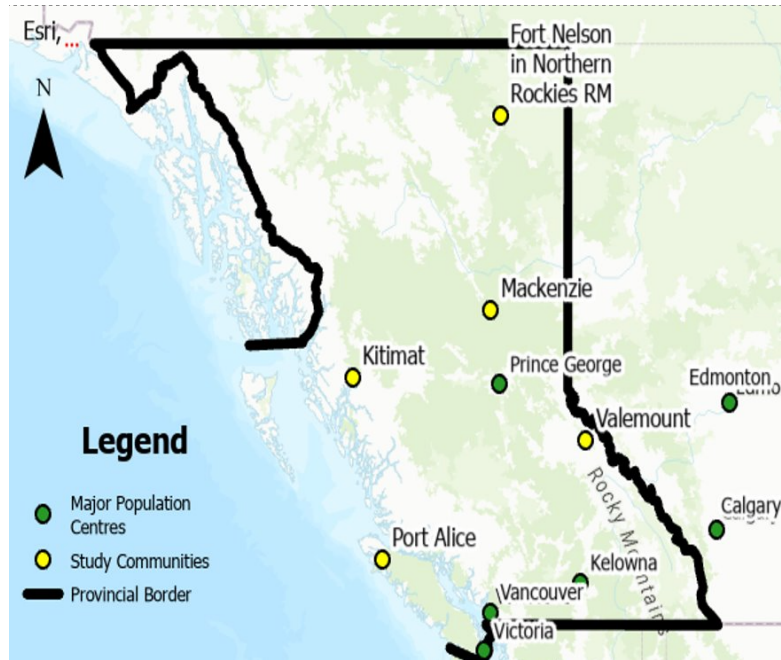 Esri, ...
N
Fort Nelson
in Northern
Rockies RM
Mackenzie
Kitimat
Prince George
Edmonton
Valemount
Rocky Mountains
Calgary
Port Alice
Kelowna
Vancouver
Victoria
Legend
Major Population
Centres
Study Communities
Provincial Border